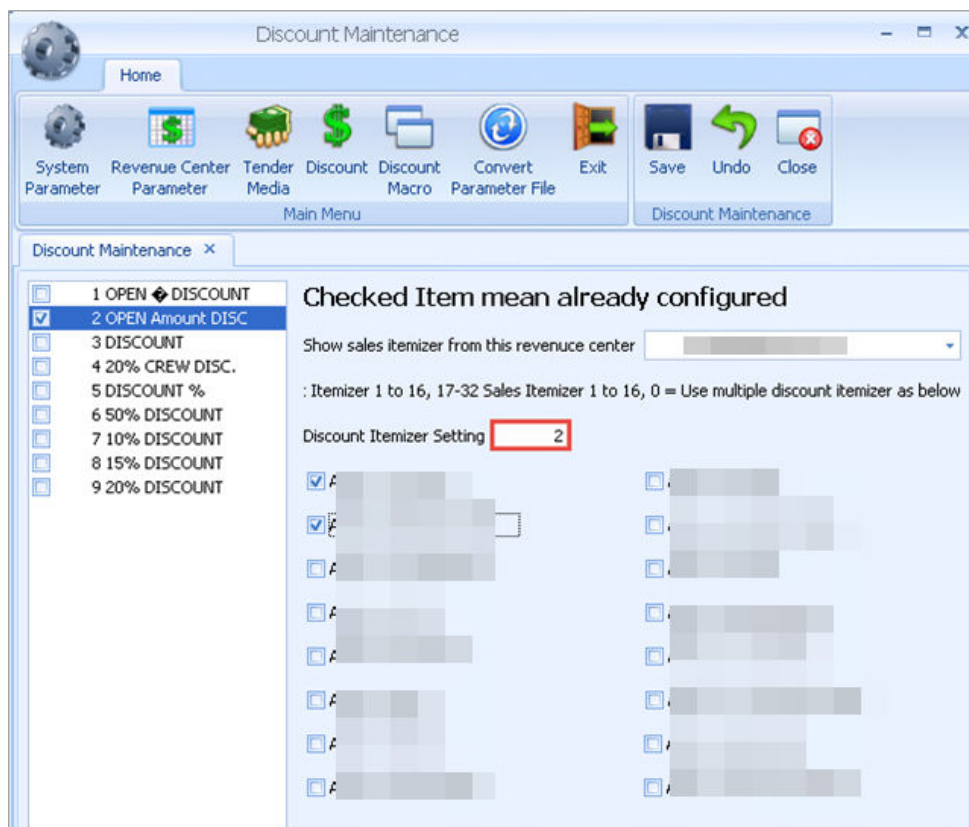 Discount Maintenance
Home
System Parameter
Revenue Center Parameter
Tender Media
Discount
Discount Macro
Convert Parameter File
Exit
Save
Undo
Close
Main Menu
Discount Maintenance
Discount Maintenance
1 OPEN � DISCOUNT
2 OPEN Amount DISC
3 DISCOUNT
4 20% CREW DISC.
5 DISCOUNT %
6 50% DISCOUNT
7 10% DISCOUNT
8 15% DISCOUNT
9 20% DISCOUNT
Checked Item mean already configured
Show sales itemizer from this revenuce center
: Itemizer 1 to 16, 17-32 Sales Itemizer 1 to 16, 0 = Use multiple discount itemizer as below
Discount Itemizer Setting 2